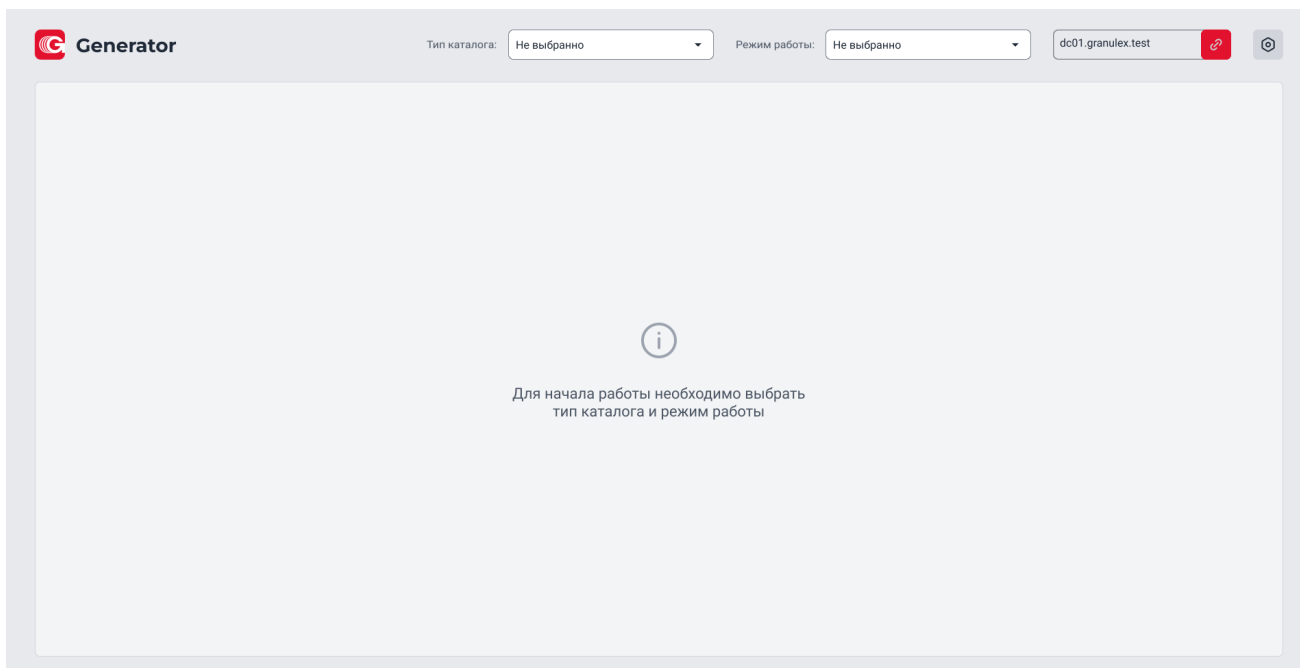 Generator
Тип каталога: Не выбранно Режим работы: Не выбранно dc01.granulex.test
Для начала работы необходимо выбрать
тип каталога и режим работы